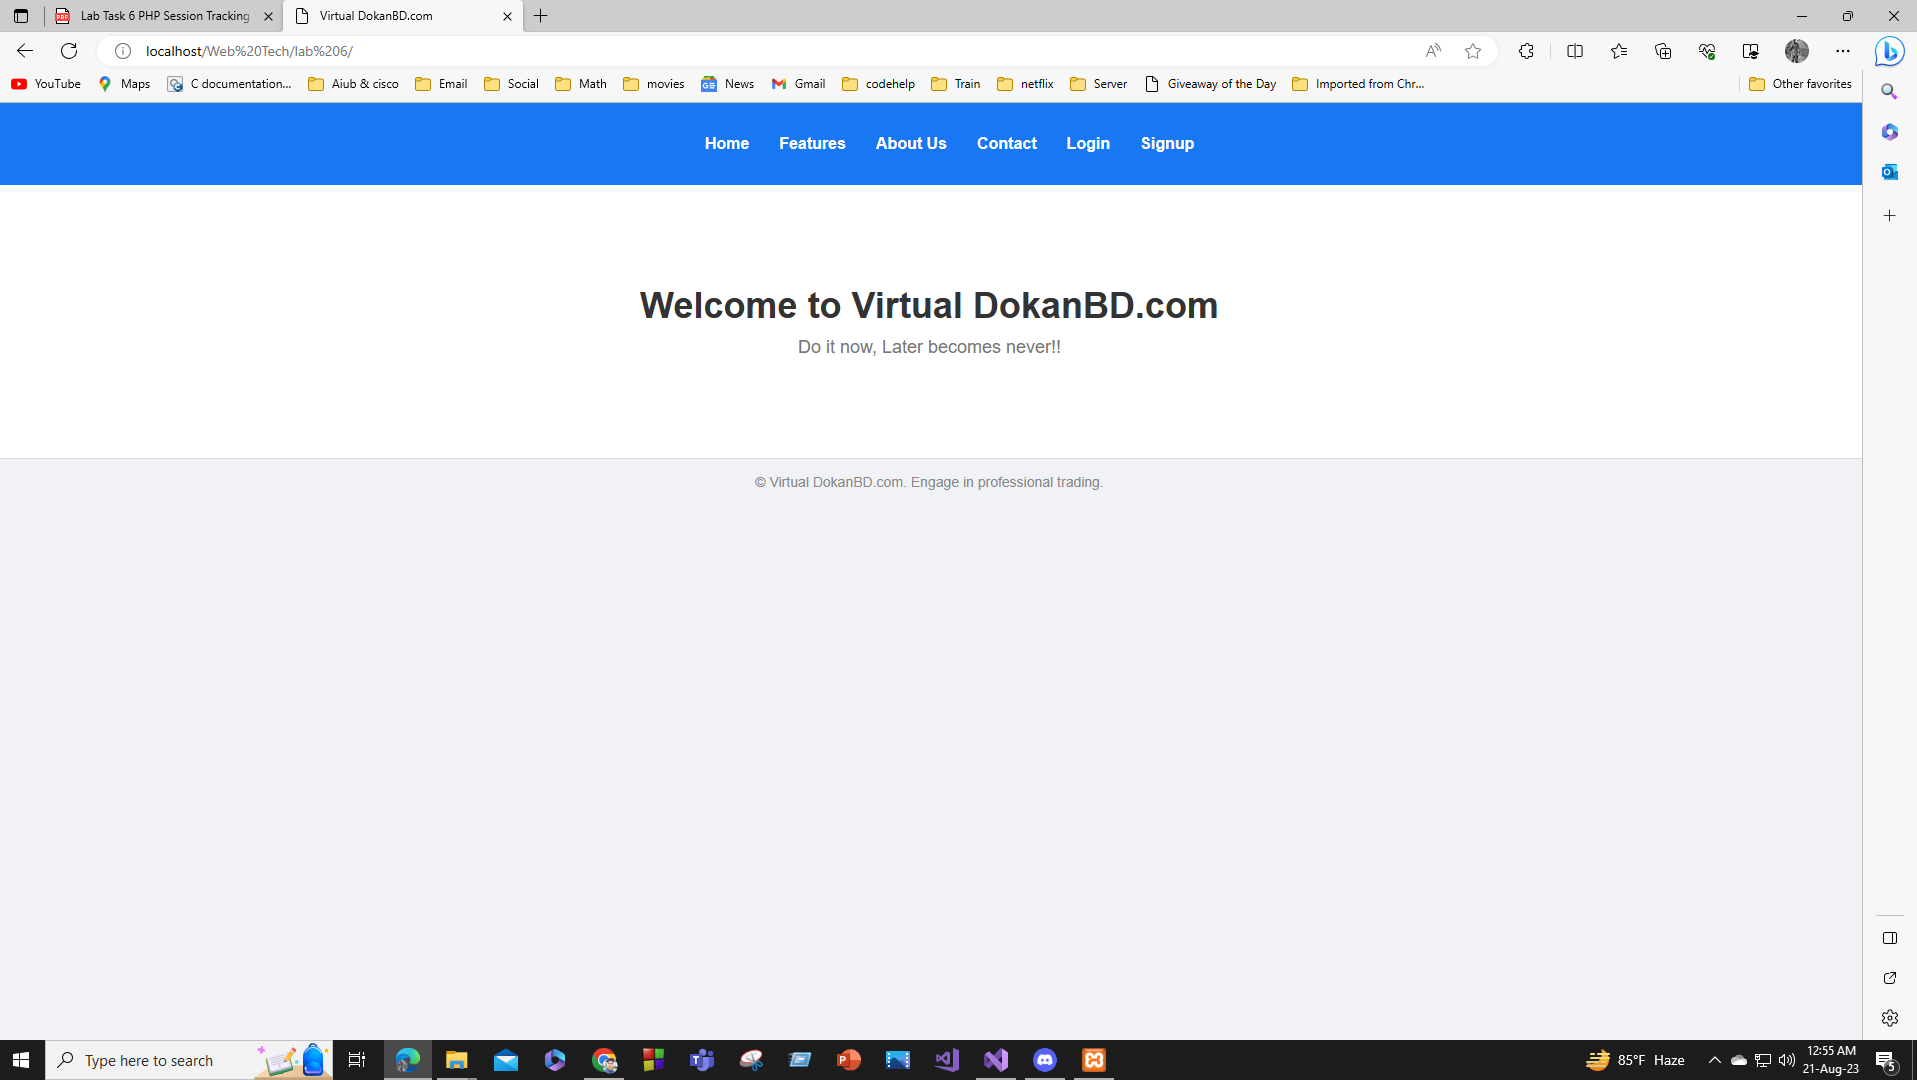 Lab Task 6 PHP Session Tracking
Virtual DokanBD.com
localhost/Web%20Tech/lab%206/
YouTube
Maps
C documentation...
Aiub & cisco
Email
Social
Math
movies
News
Gmail
codehelp
Train
netflix
Server
Giveaway of the Day
Imported from Chr...
Other favorites
Home
Features
About Us
Contact
Login
Signup
Welcome to Virtual DokanBD.com
Do it now, Later becomes never!!
© Virtual DokanBD.com. Engage in professional trading.
Type here to search
85°F Haze
12:55 AM
21-Aug-23
5